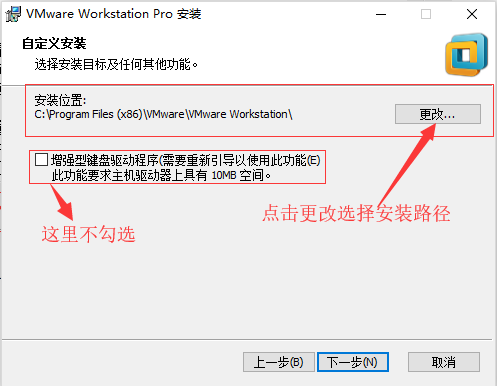 VMware Workstation Pro 安装
自定义安装
选择安装目标及任何其他功能。
安装位置:
C:\Program Files (x86)\VMware\VMware Workstation\
更改...
增强型键盘驱动程序(需要重新引导以使用此功能(E)
此功能要求主机驱动器上具有 10MB 空间。
点击更改选择安装路径
这里不勾选
上一步(B)
下一步(N)
取消